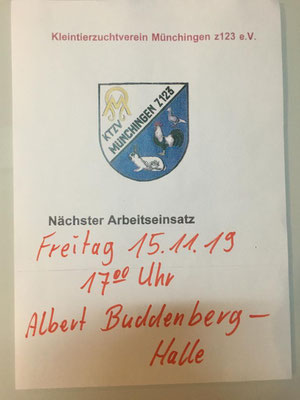 Kleintierzuchtverein Münchingen z123 e.V.
KTZV
MÜNCHINGEN Z123
Nächster Arbeitseinsatz
Freitag 15.11.19
17⁰⁰ Uhr
Albert Buddenberg-
Halle